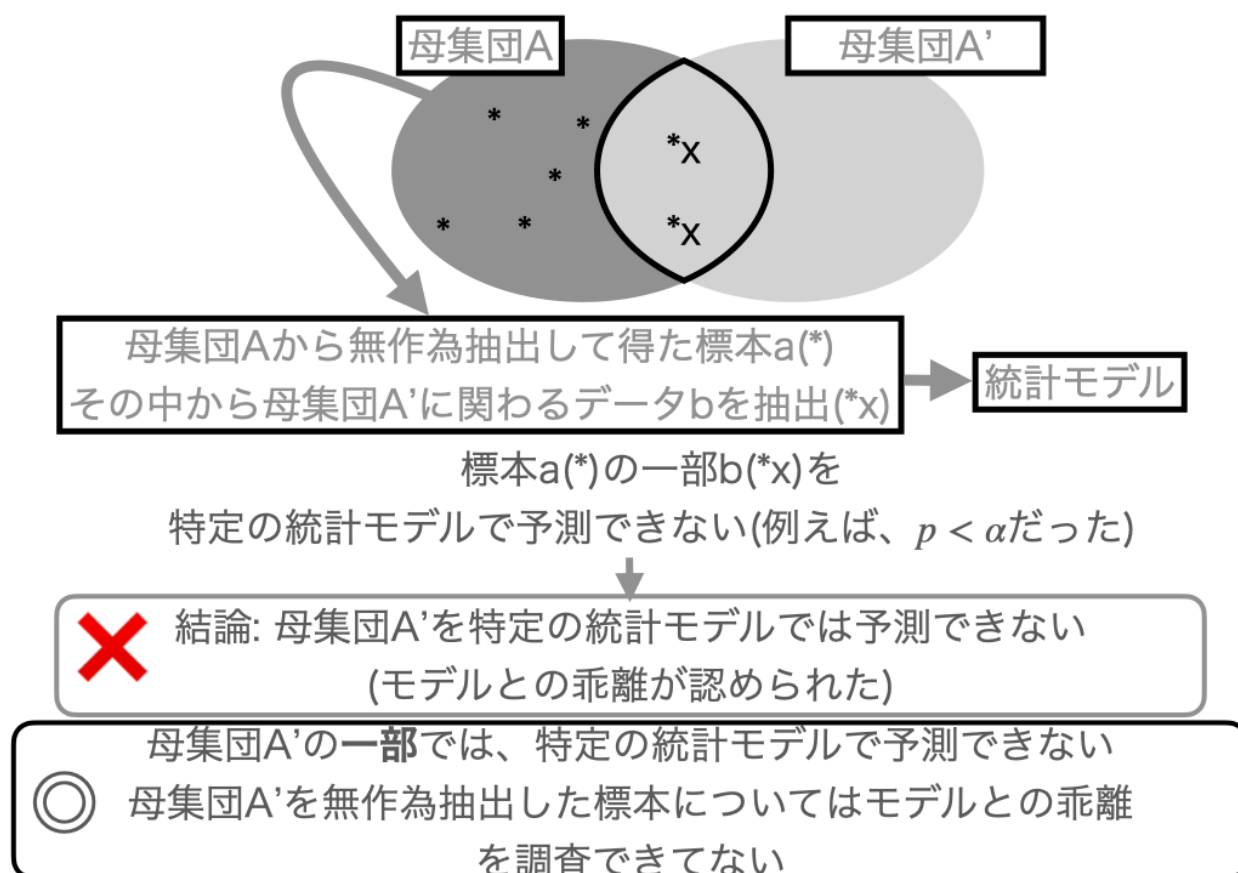 母集団A
母集団A’
*
*
*x
*
*
*
*x
母集団Aから無作為抽出して得た標本a(*)
その中から母集団A’に関わるデータbを抽出(*x)
統計モデル
標本a(*)の一部b(*x)を
特定の統計モデルで予測できない(例えば、p < αだった)
結論: 母集団A’を特定の統計モデルでは予測できない
(モデルとの乖離が認められた)
母集団A’の一部では、特定の統計モデルで予測できない
母集団A’を無作為抽出した標本についてはモデルとの乖離
を調査できてない